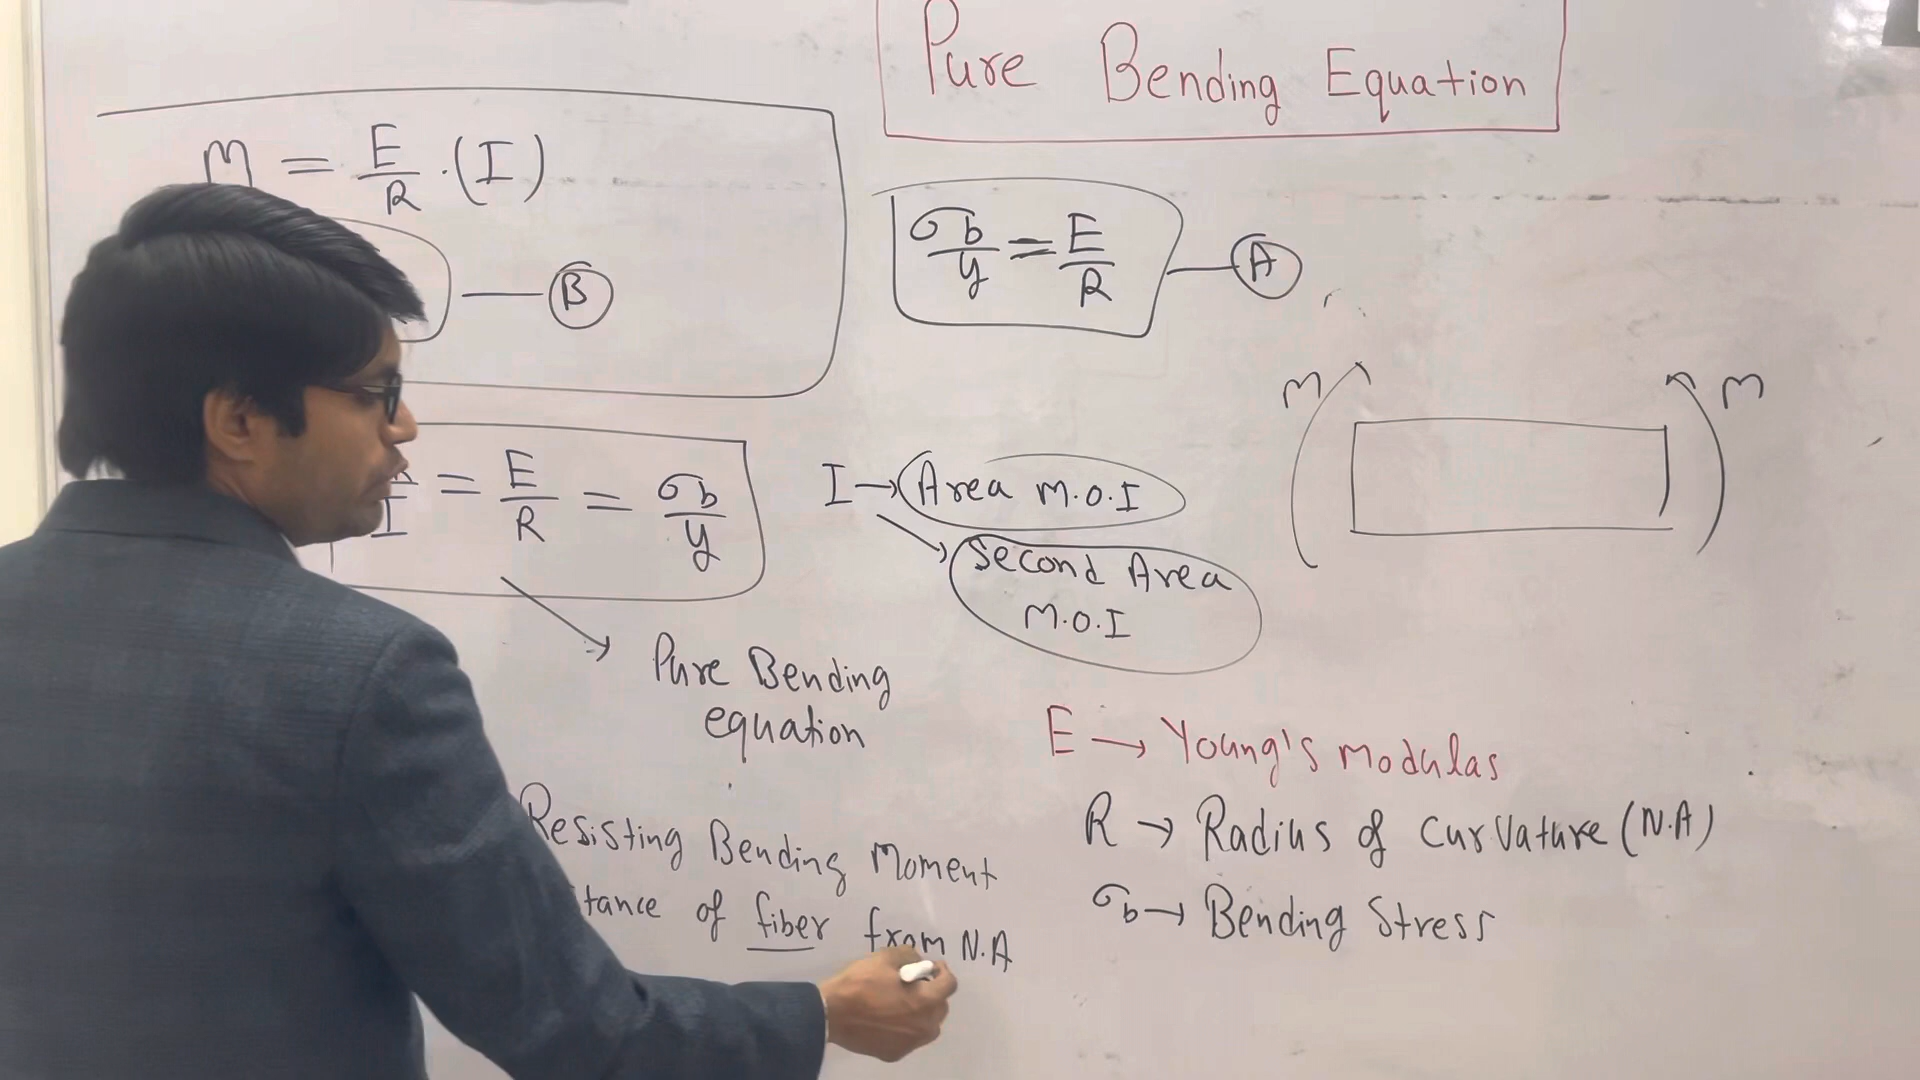 Pure Bending Equation
M = E/R . (I)
B
σb/y = E/R
A
M M
I = E/R = σb/y
I → Area M.O.I
Second Area
M.O.I
Pure Bending
equation
Resisting Bending Moment
of fiber from N.A
E → Young's modulas
R → Radius of Curvature (N.A)
σb → Bending Stress